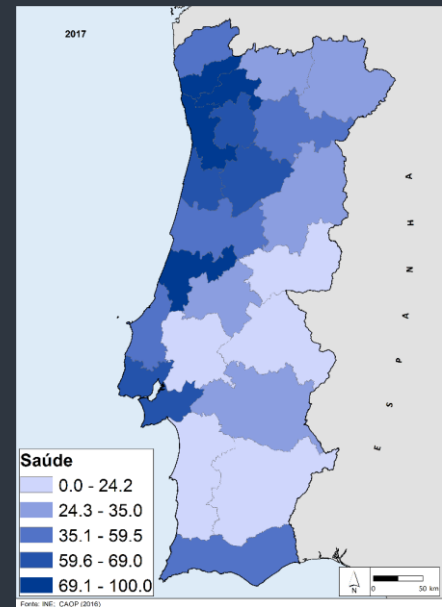 2017
ESPANHA
Saúde
0.0 - 24.2
24.3 - 35.0
35.1 - 59.5
59.6 - 69.0
69.1 - 100.0
N
0 50 km
Fonte: INE; CAOP (2016)